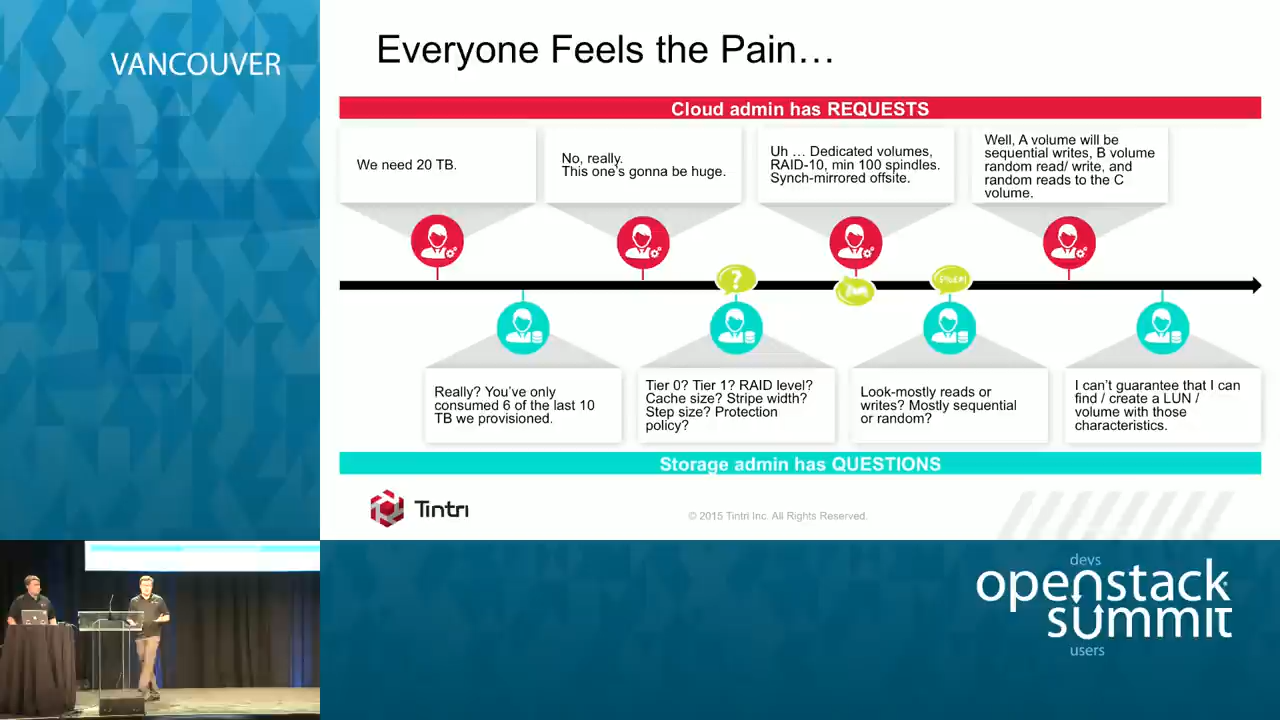 VANCOUVER
Everyone Feels the Pain…
Cloud admin has REQUESTS
We need 20 TB.
No, really.
This one's gonna be huge.
Uh … Dedicated volumes,
RAID-10, min 100 spindles.
Synch-mirrored offsite.
Well, A volume will be
sequential writes, B volume
random read/ write, and
random reads to the C
volume.
?
Really? You've only
consumed 6 of the last 10
TB we provisioned.
Tier 0? Tier 1? RAID level?
Cache size? Stripe width?
Step size? Protection
policy?
Look-mostly reads or
writes? Mostly sequential
or random?
I can't guarantee that I can
find / create a LUN /
volume with those
characteristics.
Storage admin has QUESTIONS
Tintri
© 2015 Tintri Inc. All Rights Reserved.
devs
openstack
summit
users